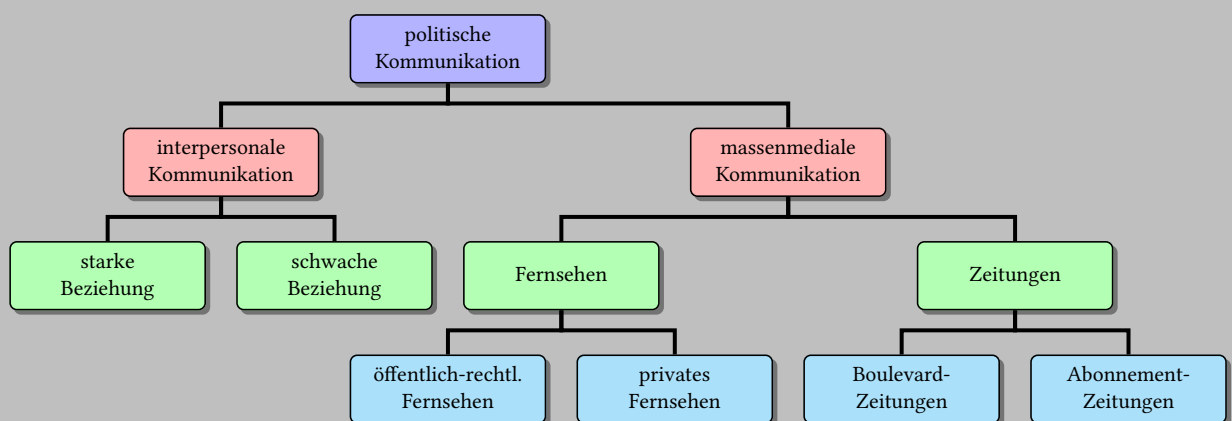 politische
Kommunikation
interpersonale
Kommunikation
massenmediale
Kommunikation
starke
Beziehung
schwache
Beziehung
Fernsehen
Zeitungen
öffentlich-rechtl.
Fernsehen
privates
Fernsehen
Boulevard-
Zeitungen
Abonnement-
Zeitungen